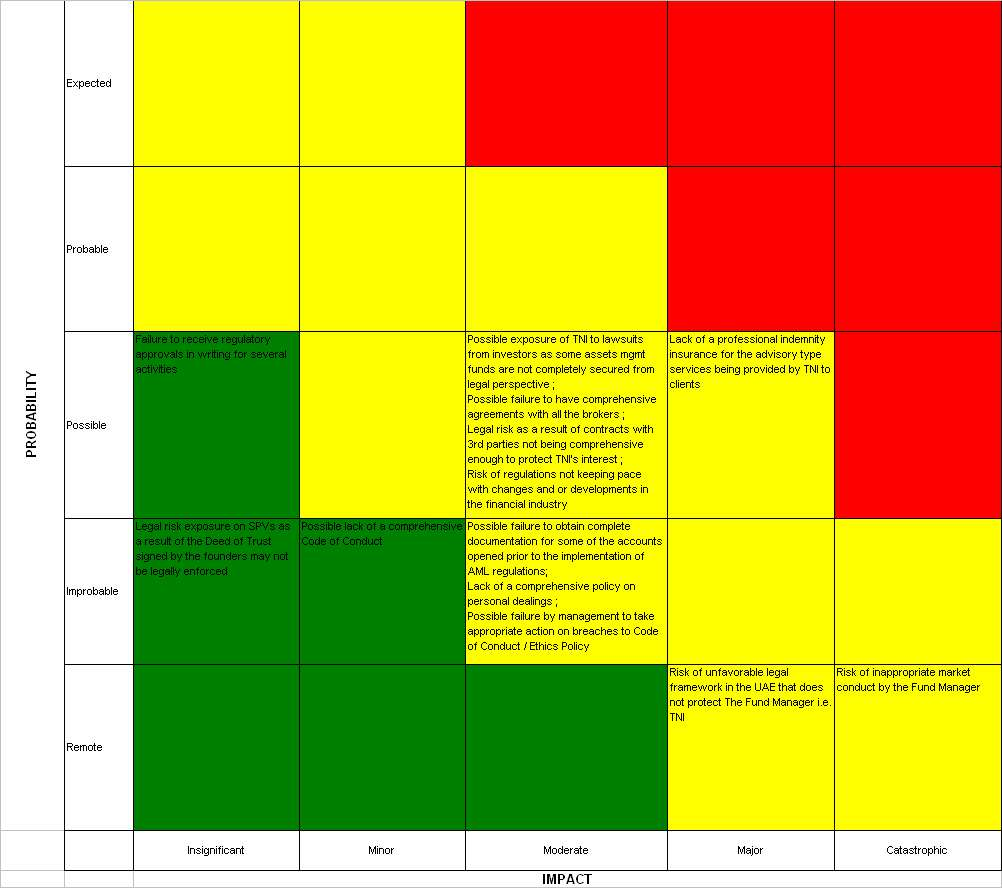 Expected
Probable
PROBABILITY
Possible
Failure to receive regulatory
approvals in writing for several
activities
Possible exposure of TNI to lawsuits
from investors as some assets mgmt
funds are not completely secured from
legal perspective ;
Possible failure to have comprehensive
agreements with all the brokers ;
Legal risk as a result of contracts with
3rd parties not being comprehensive
enough to protect TNI's interest ;
Risk of regulations not keeping pace
with changes and or developments in
the financial industry
Lack of a professional indemnity
insurance for the advisory type
services being provided by TNI to
clients
Improbable
Legal risk exposure on SPVs as
a result of the Deed of Trust
signed by the founders may not
be legally enforced
Possible lack of a comprehensive
Code of Conduct
Possible failure to obtain complete
documentation for some of the accounts
opened prior to the implementation of
AML regulations;
Lack of a comprehensive policy on
personal dealings ;
Possible failure by management to take
appropriate action on breaches to Code
of Conduct / Ethics Policy
Remote
Risk of unfavorable legal
framework in the UAE that does
not protect The Fund Manager i.e.
TNI
Risk of inappropriate market
conduct by the Fund Manager
Insignificant
Minor
Moderate
Major
Catastrophic
IMPACT